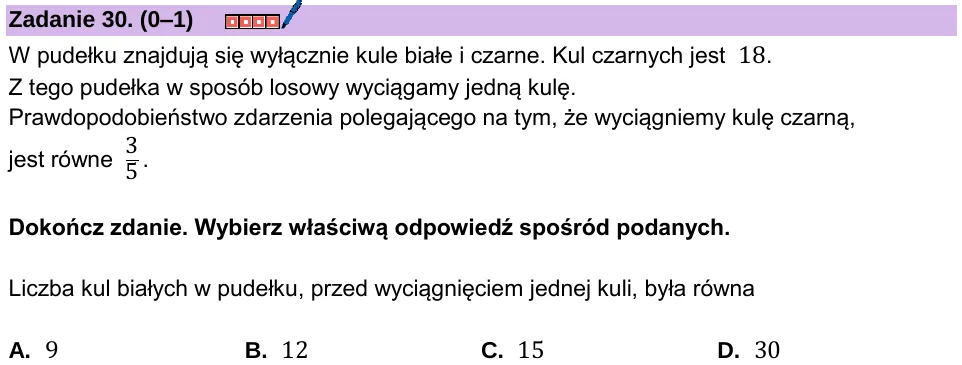 Zadanie 30. (0–1)
W pudełku znajdują się wyłącznie kule białe i czarne. Kul czarnych jest 18.
Z tego pudełka w sposób losowy wyciągamy jedną kulę.
Prawdopodobieństwo zdarzenia polegającego na tym, że wyciągniemy kulę czarną,
jest równe 3/5.
Dokończ zdanie. Wybierz właściwą odpowiedź spośród podanych.
Liczba kul białych w pudełku, przed wyciągnięciem jednej kuli, była równa
A. 9 B. 12 C. 15 D. 30